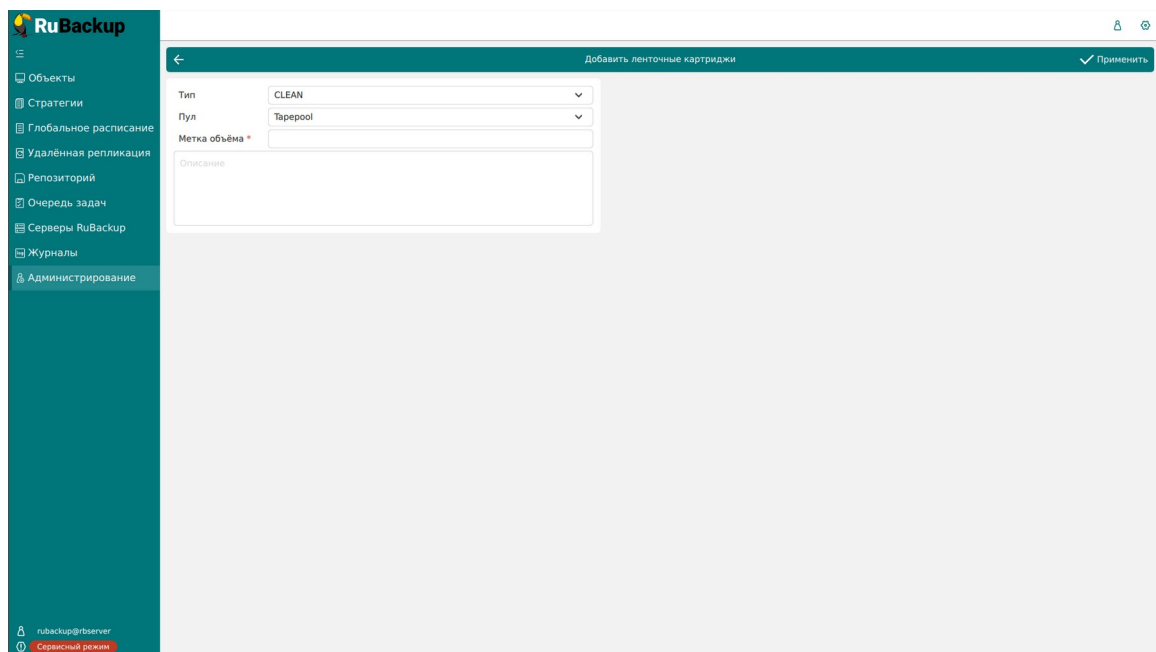 RuBackup
Добавить ленточные картриджи
Применить
Объекты
Стратегии
Глобальное расписание
Удалённая репликация
Репозиторий
Очередь задач
Серверы RuBackup
Журналы
Администрирование
Тип CLEAN
Пул Tapepool
Метка объёма *
Описание
rubackup@rbserver
Сервисный режим